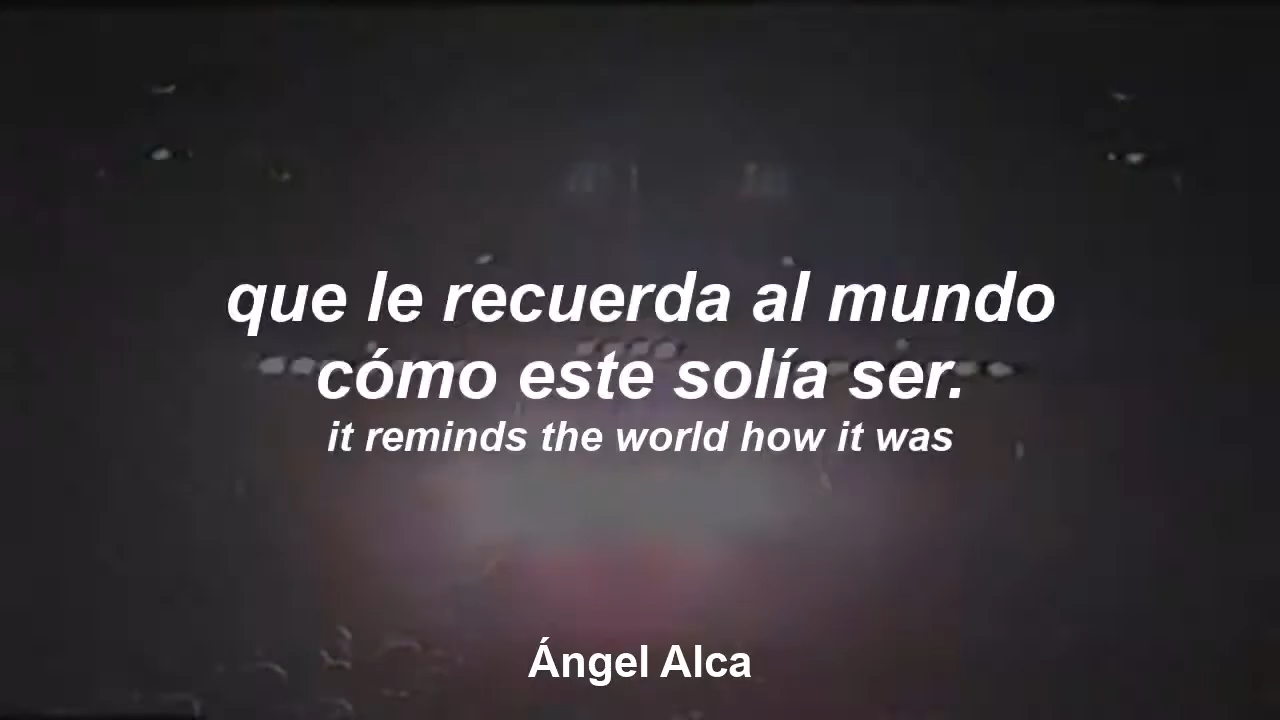 que le recuerda al mundo
cómo este solía ser.
it reminds the world how it was
Ángel Alca